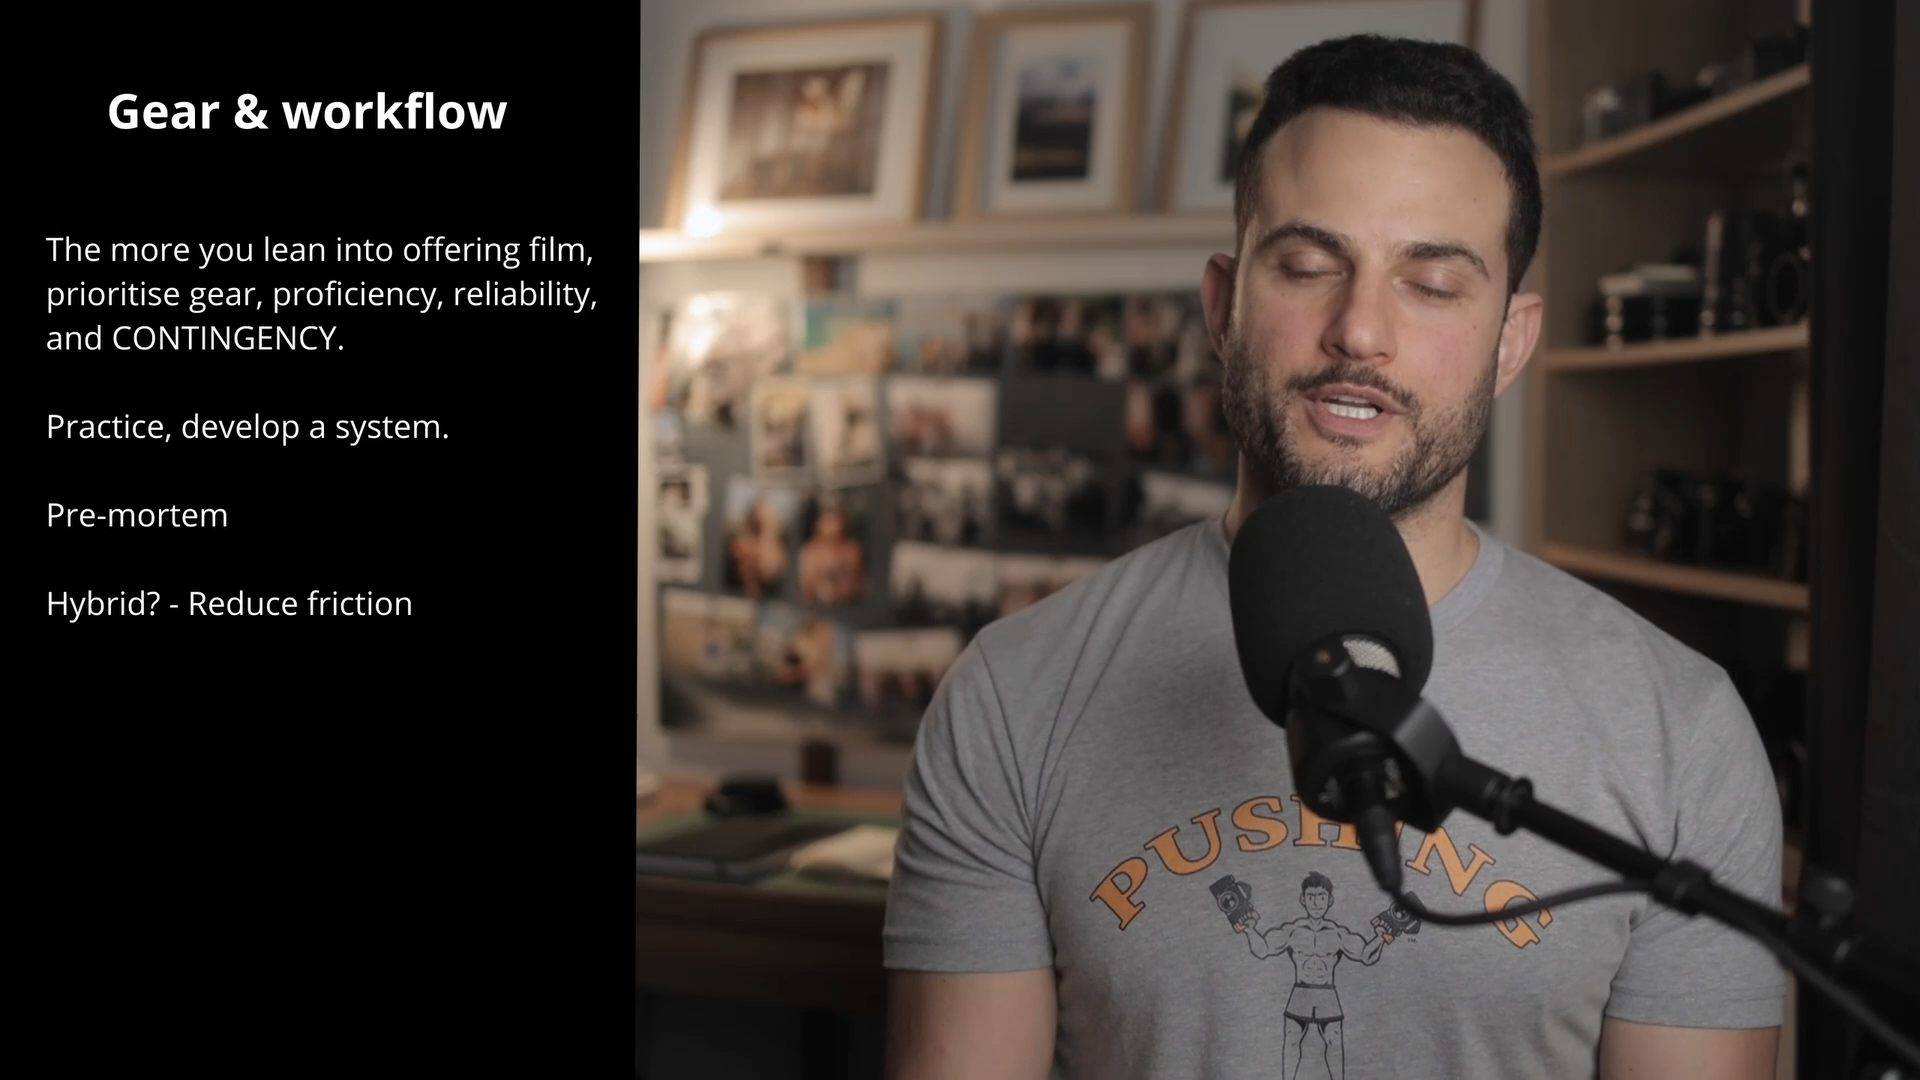 Gear & workflow
The more you lean into offering film,
prioritise gear, proficiency, reliability,
and CONTINGENCY.
Practice, develop a system.
Pre-mortem
Hybrid? - Reduce friction
PUSHING